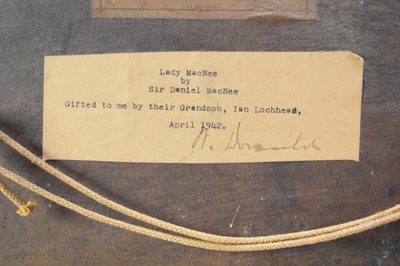 Lady MacNee
by
Sir Daniel MacNee
Gifted to me by their Grandson, Ian Lochhead,
April 1942.